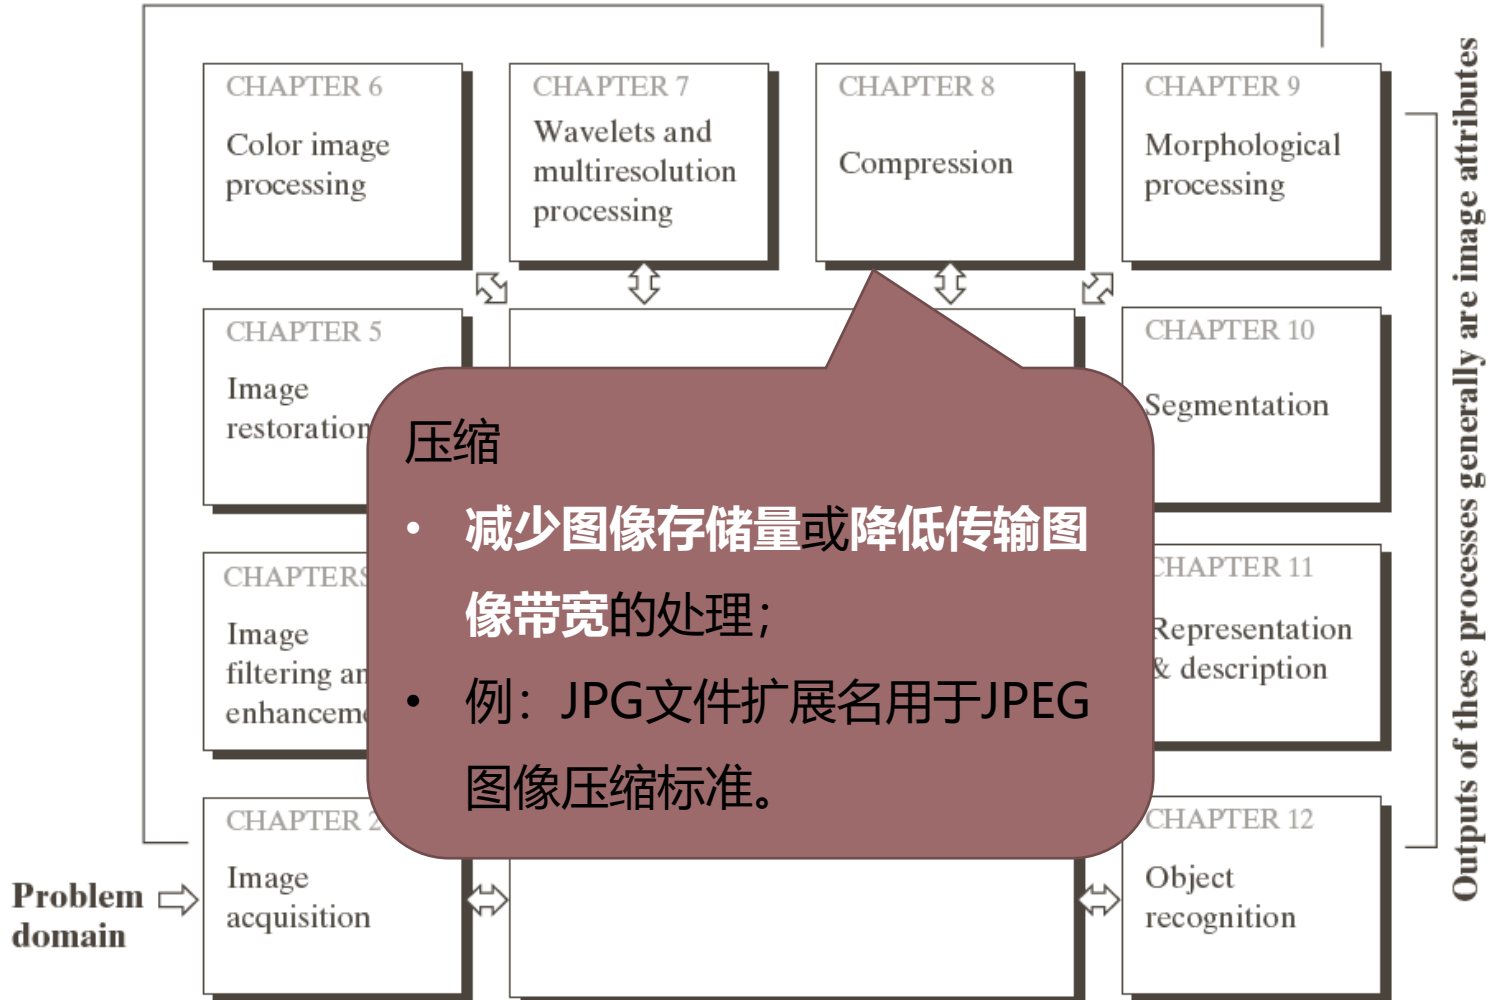 CHAPTER 6
Color image
processing
CHAPTER 7
Wavelets and
multiresolution
processing
CHAPTER 8
Compression
CHAPTER 9
Morphological
processing
CHAPTER 5
Image
restoration
CHAPTER 10
Segmentation
压缩
• 减少图像存储量或降低传输图
像带宽的处理；
• 例：JPG文件扩展名用于JPEG
图像压缩标准。
CHAPTERS
Image
filtering
CHAPTER 11
Representation
& description
CHAPTER 2
Image
acquisition
CHAPTER 12
Object
recognition
Problem
domain
Outputs of these processes generally are image attributes